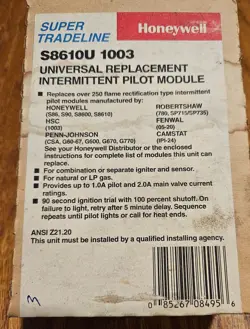 SUPER
TRADELINE
Honeywell
S8610U 1003
UNIVERSAL REPLACEMENT
INTERMITTENT PILOT MODULE
■ Replaces over 250 flame rectification type intermittent
pilot modules manufactured by:
HONEYWELL
(S86, S90, S8600, S8610)
HSC
(1003)
PENN-JOHNSON
(CSA, G60-67, G600, G670, G770)
ROBERTSHAW
(780, SP715/SP735)
FENWAL
(05-20)
CAMSTAT
(IPI-24)
See your Honeywell Distributor or the enclosed
instructions for complete list of modules this unit can
replace.
■ For combination or separate igniter and sensor.
■ For natural or LP gas.
■ Provides up to 1.0A pilot and 2.0A main valve current
ratings.
■ 90 second ignition trial with 100 percent shutoff. On
failure to light, retry after 5 minute delay. Sequence
repeats until pilot lights or call for heat ends.
ANSI Z21.20
This unit must be installed by a qualified installing agency.
0 85267 08495 6